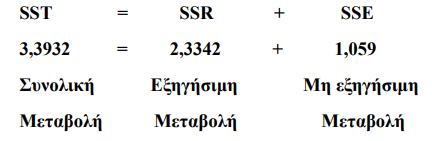 SST = SSR + SSE
3,3932 = 2,3342 + 1,059
Συνολική Εξηγήσιμη Μη εξηγήσιμη
Μεταβολή Μεταβολή Μεταβολή